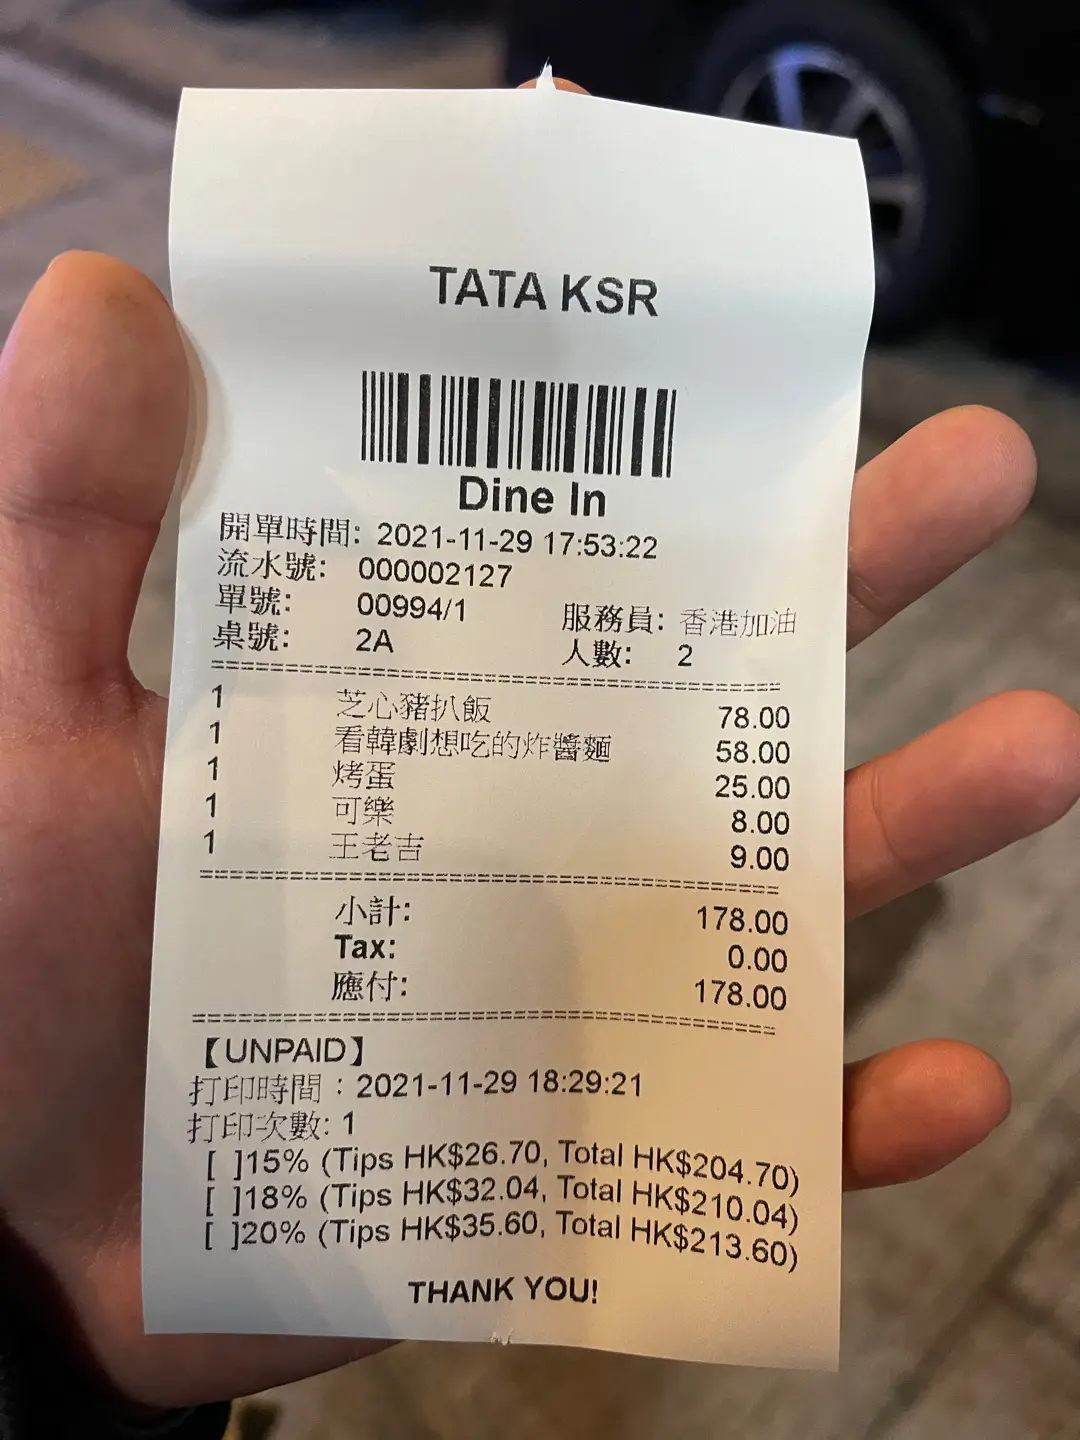 TATA KSR
Dine In
開單時間: 2021-11-29 17:53:22
流水號: 000002127
單號: 00994/1 服務員: 香港加油
桌號: 2A 人數: 2
1 芝心豬扒飯 78.00
1 看韓劇想吃的炸醬麵 58.00
1 烤蛋 25.00
1 可樂 8.00
1 王老吉 9.00
小計: 178.00
Tax: 0.00
應付: 178.00
【UNPAID】
打印時間：2021-11-29 18:29:21
打印次數: 1
[ ]15% (Tips HK$26.70, Total HK$204.70)
[ ]18% (Tips HK$32.04, Total HK$210.04)
[ ]20% (Tips HK$35.60, Total HK$213.60)
THANK YOU!